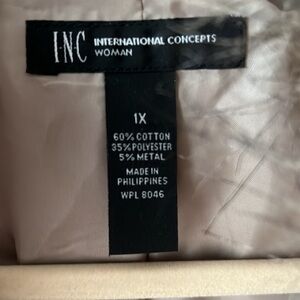 INC INTERNATIONAL CONCEPTS
WOMAN
1X
60% COTTON
35% POLYESTER
5% METAL
MADE IN
PHILIPPINES
WPL 8046